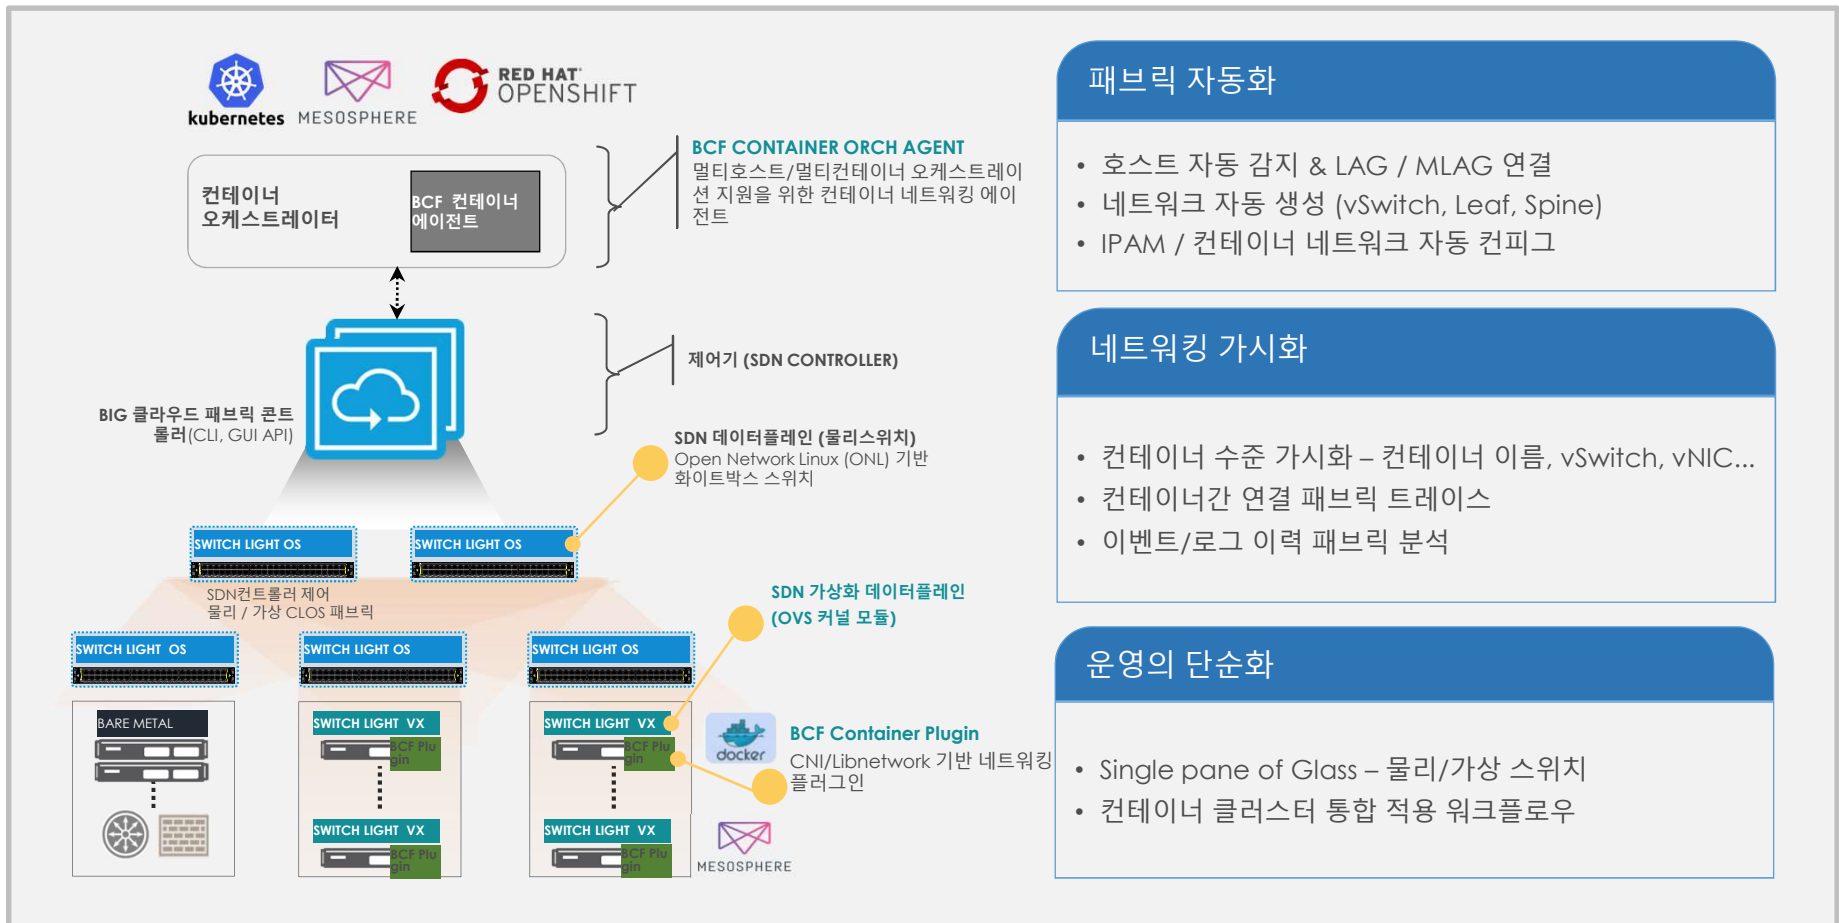 kubernetes
MESOSPHERE
RED HAT
OPENSHIFT
컨테이너
오케스트레이터
BCF 컨테이너
에이전트
BCF CONTAINER ORCH AGENT
멀티호스트/멀티컨테이너 오케스트레이
션 지원을 위한 컨테이너 네트워킹 에이
전트
제어기 (SDN CONTROLLER)
BIG 클라우드 패브릭 콘트
롤러(CLI, GUI API)
SDN 데이터플레인 (물리스위치)
Open Network Linux (ONL) 기반
화이트박스 스위치
SWITCH LIGHT OS
SWITCH LIGHT OS
SDN컨트롤러 제어
물리 / 가상 CLOS 패브릭
SDN 가상화 데이터플레인
(OVS 커널 모듈)
SWITCH LIGHT OS
SWITCH LIGHT OS
SWITCH LIGHT OS
BARE METAL
SWITCH LIGHT VX
BCF Plu
gin
SWITCH LIGHT VX
BCF Plu
gin
docker
BCF Container Plugin
CNI/Libnetwork 기반 네트워킹
플러그인
SWITCH LIGHT VX
BCF Plu
gin
SWITCH LIGHT VX
BCF Plu
gin
MESOSPHERE
패브릭 자동화
• 호스트 자동 감지 & LAG / MLAG 연결
• 네트워크 자동 생성 (vSwitch, Leaf, Spine)
• IPAM / 컨테이너 네트워크 자동 컨피그
네트워킹 가시화
• 컨테이너 수준 가시화 – 컨테이너 이름, vSwitch, vNIC...
• 컨테이너간 연결 패브릭 트레이스
• 이벤트/로그 이력 패브릭 분석
운영의 단순화
• Single pane of Glass – 물리/가상 스위치
• 컨테이너 클러스터 통합 적용 워크플로우